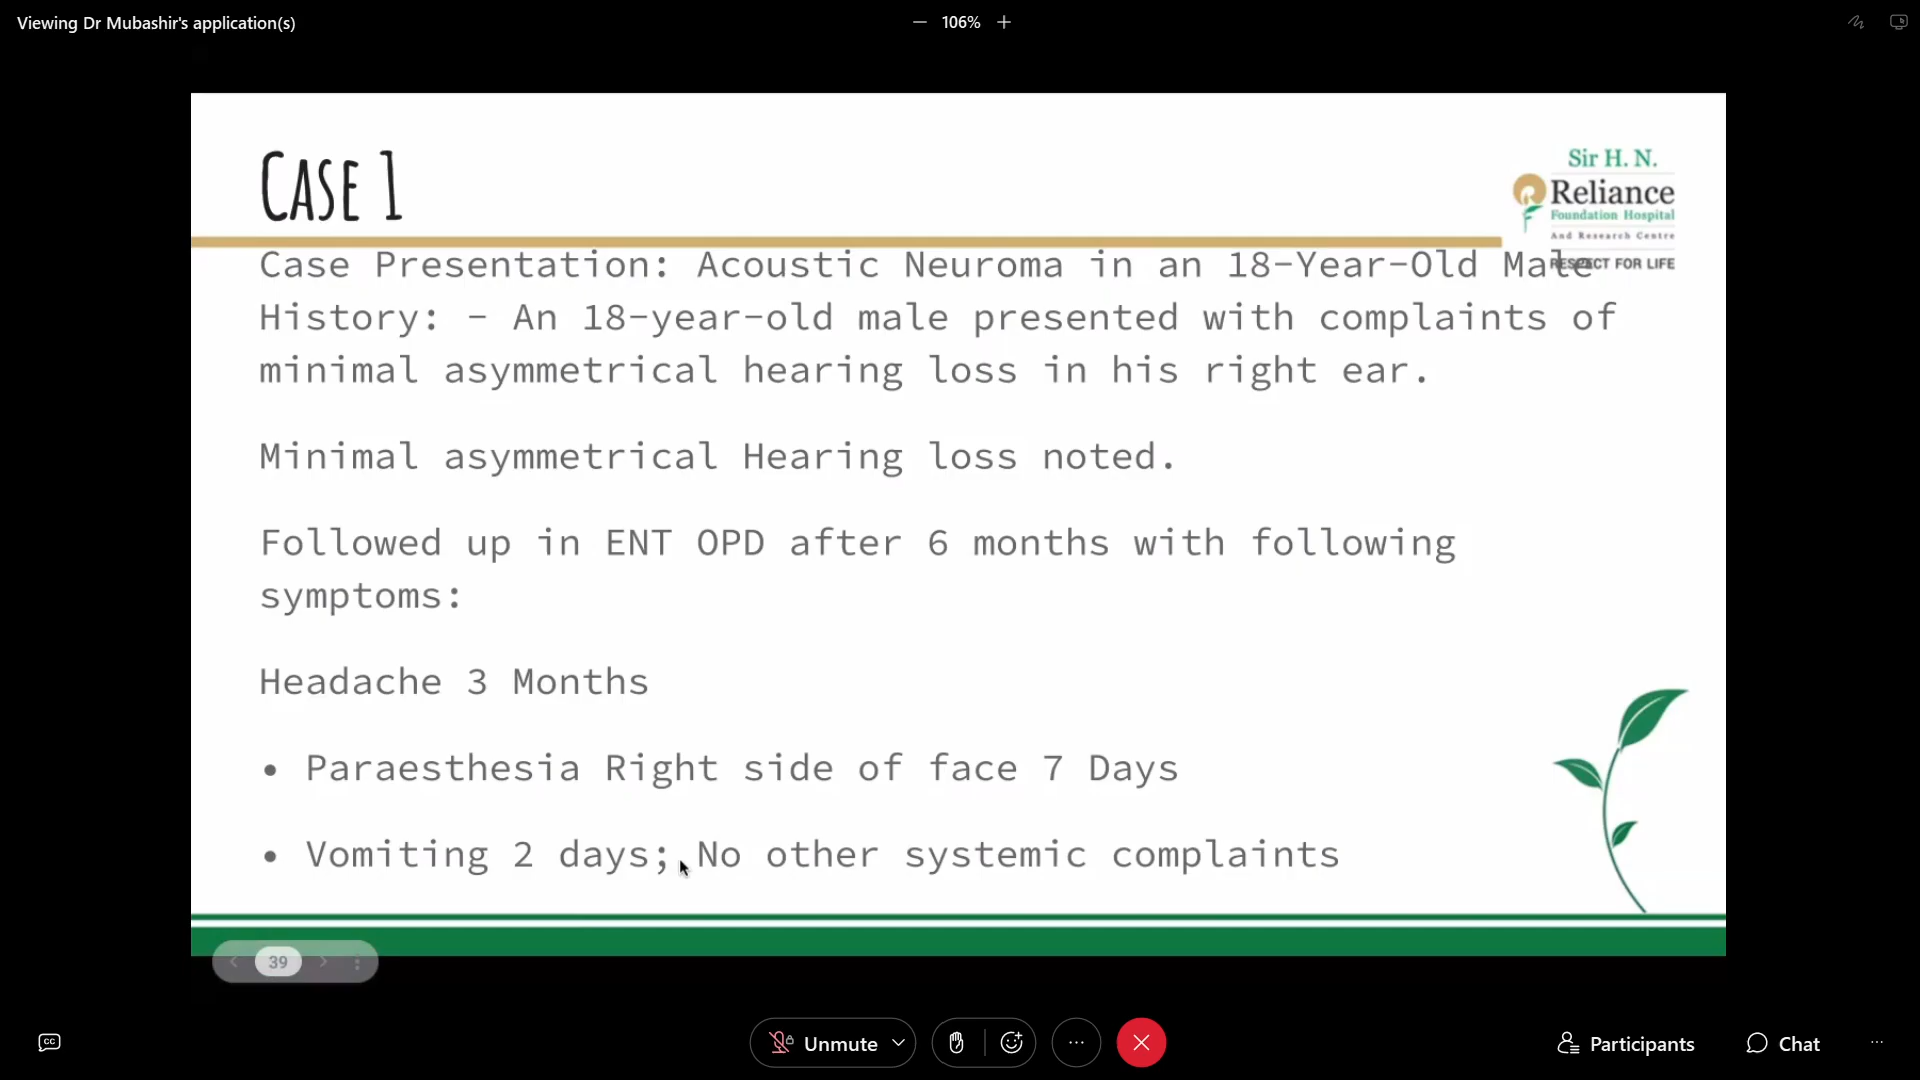 Viewing Dr Mubashir's application(s)
106%
Case 1
Sir H. N.
Reliance
Foundation Hospital
And Research Centre
RESPECT FOR LIFE
Case Presentation: Acoustic Neuroma in an 18-Year-Old Male
History: - An 18-year-old male presented with complaints of
minimal asymmetrical hearing loss in his right ear.
Minimal asymmetrical Hearing loss noted.
Followed up in ENT OPD after 6 months with following
symptoms:
Headache 3 Months
• Paraesthesia Right side of face 7 Days
• Vomiting 2 days; No other systemic complaints
39
CC
Unmute
Participants
Chat